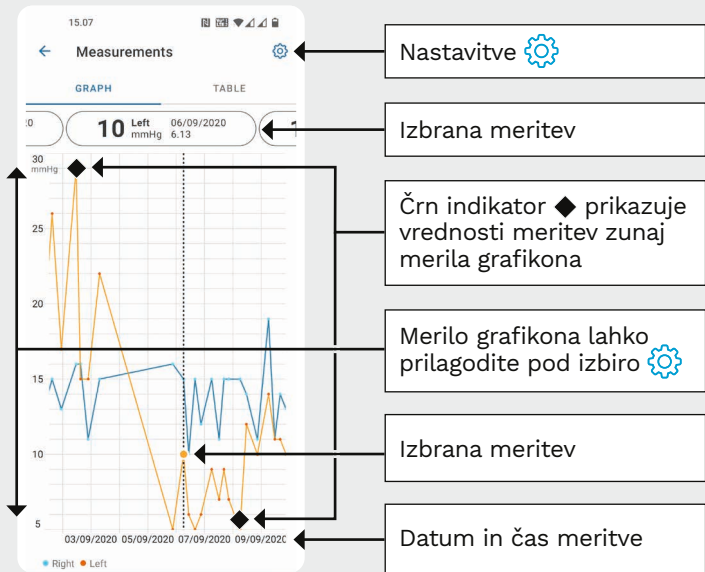 15.07
Measurements
GRAPH TABLE
10 Left mmHg 06/09/2020 6.13
30
mmHg
25
20
15
10
5
03/09/2020 05/09/2020 07/09/2020 09/09/2020
Right Left
Nastavitve
Izbrana meritev
Črn indikator ◆ prikazuje
vrednosti meritev zunaj
merila grafikona
Merilo grafikona lahko
prilagodite pod izbiro
Izbrana meritev
Datum in čas meritve